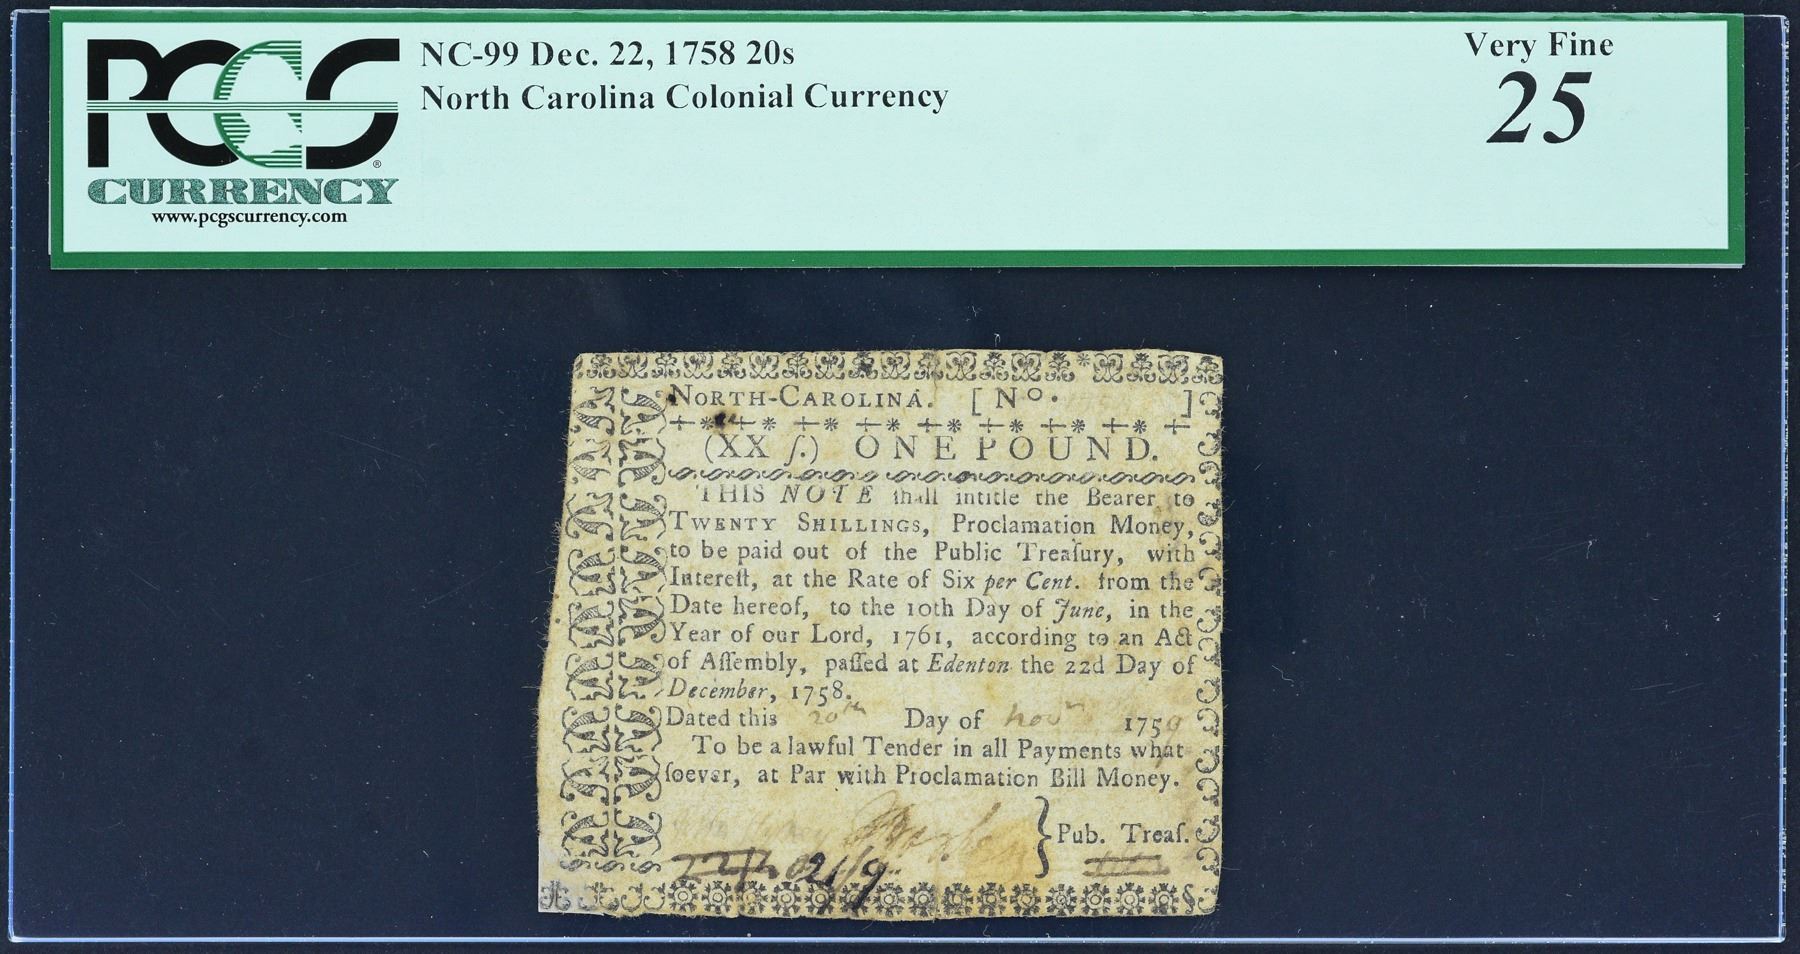 PCGS
CURRENCY
www.pcgscurrency.com
NC-99 Dec. 22, 1758 20s
North Carolina Colonial Currency
Very Fine
25
NORTH-CAROLINA. [ No. ]
(XX ſ.) ONE POUND.
THIS NOTE ſhall intitle the Bearer to
TWENTY SHILLINGS, Proclamation Money,
to be paid out of the Public Treaſury, with
Intereſt, at the Rate of Six per Cent. from the
Date hereof, to the 10th Day of June, in the
Year of our Lord, 1761, according to an Act
of Aſſembly, paſſed at Edenton the 22d Day of
December, 1758.
Dated this 20th Day of Novr 1759
To be a lawful Tender in all Payments what
ſoever, at Par with Proclamation Bill Money.
} Pub. Treaſ.